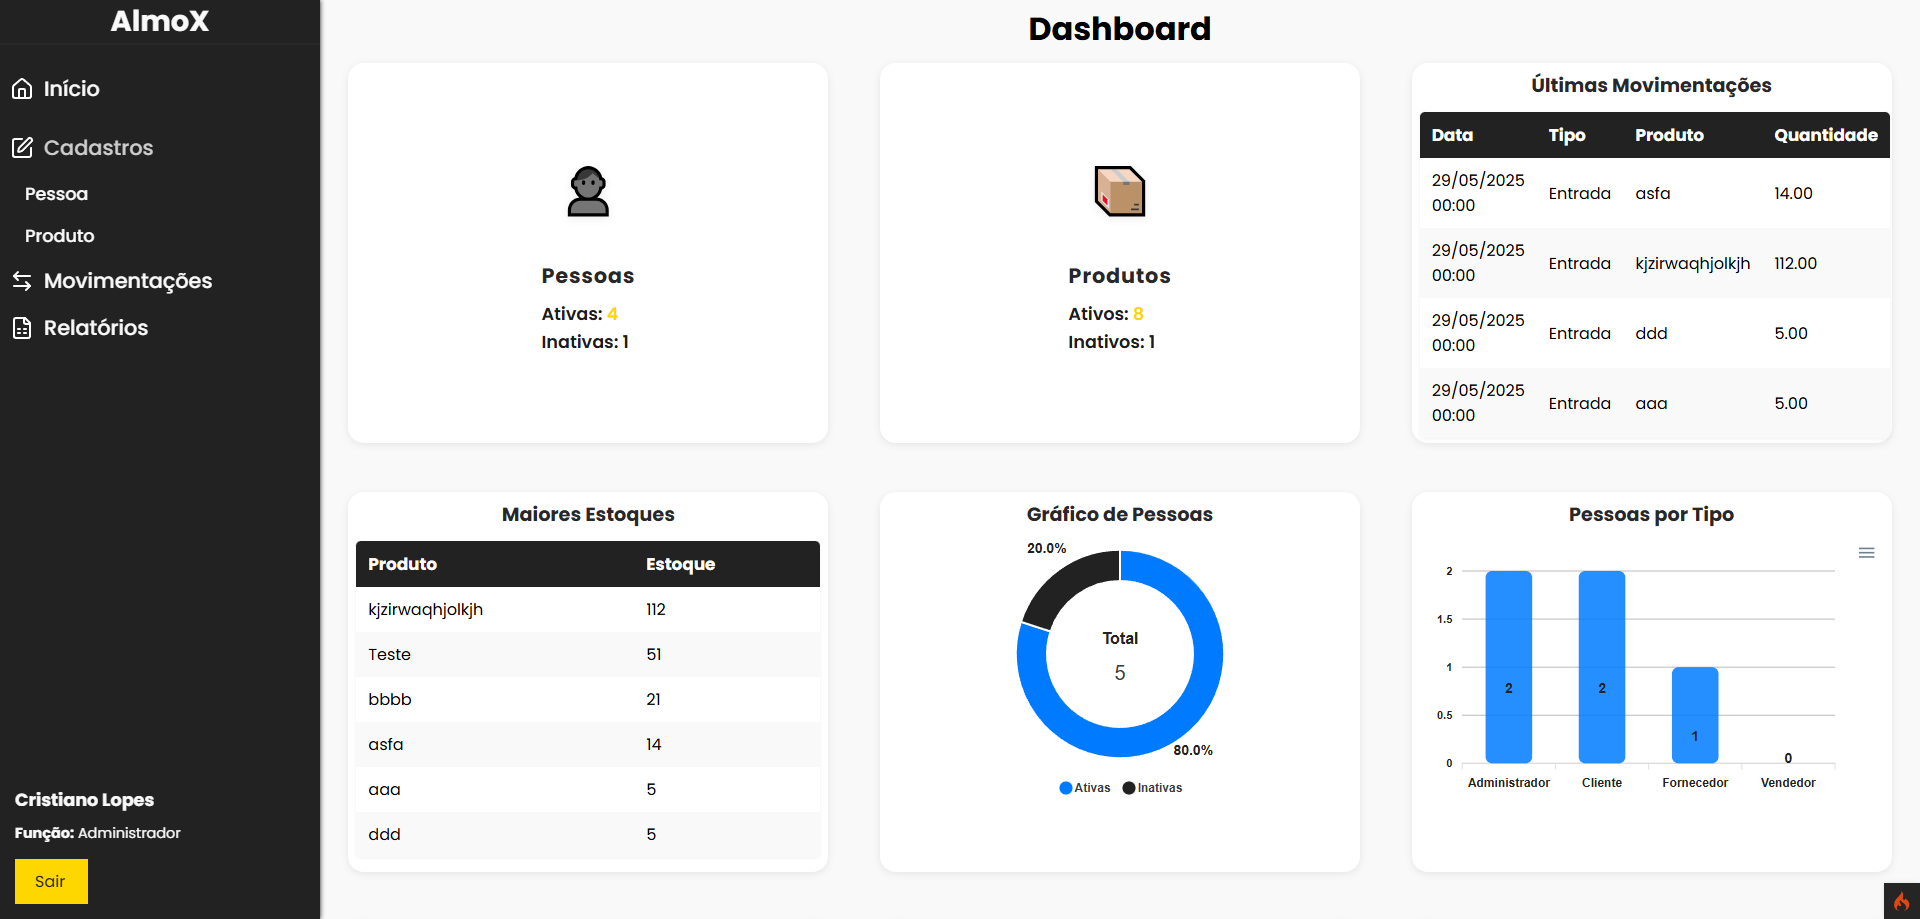 AlmoX
Início
Cadastros
Pessoa
Produto
Movimentações
Relatórios
Cristiano Lopes
Função: Administrador
Sair
Dashboard
Pessoas
Ativas: 4
Inativas: 1
Produtos
Ativos: 8
Inativos: 1
Últimas Movimentações
Data Tipo Produto Quantidade
29/05/2025
00:00 Entrada asfa 14.00
29/05/2025
00:00 Entrada kjzirwaqhjolkjh 112.00
29/05/2025
00:00 Entrada ddd 5.00
29/05/2025
00:00 Entrada aaa 5.00
Maiores Estoques
Produto Estoque
kjzirwaqhjolkjh 112
Teste 51
bbbb 21
asfa 14
aaa 5
ddd 5
Gráfico de Pessoas
20.0%
Total
5
80.0%
Ativas Inativas
Pessoas por Tipo
2
1.5
1
0.5
0
2 2 1 0
Administrador Cliente Fornecedor Vendedor